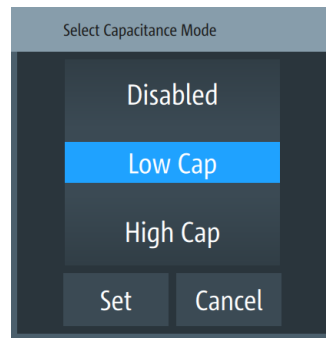 Select Capacitance Mode
Disabled
Low Cap
High Cap
Set Cancel